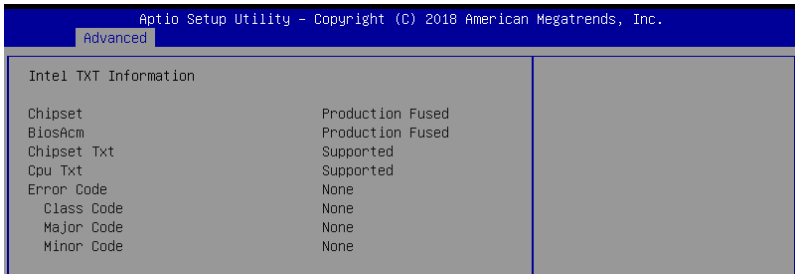 Aptio Setup Utility – Copyright (C) 2018 American Megatrends, Inc.
Advanced
Intel TXT Information
Chipset Production Fused
BiosAcm Production Fused
Chipset Txt Supported
Cpu Txt Supported
Error Code None
Class Code None
Major Code None
Minor Code None